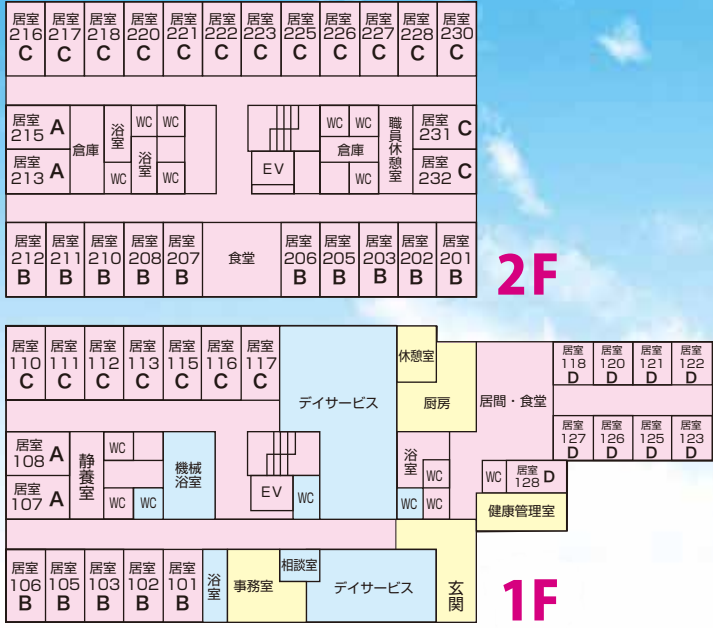 居室 216 C
居室 217 C
居室 218 C
居室 220 C
居室 221 C
居室 222 C
居室 223 C
居室 225 C
居室 226 C
居室 227 C
居室 228 C
居室 230 C
居室 215 A
居室 213 A
倉庫
浴室
WC
WC
WC
浴室
WC
EV
WC
WC
倉庫
WC
職員休憩室
居室 231 C
居室 232 C
居室 212 B
居室 211 B
居室 210 B
居室 208 B
居室 207 B
食堂
居室 206 B
居室 205 B
居室 203 B
居室 202 B
居室 201 B
2F
居室 110 C
居室 111 C
居室 112 C
居室 113 C
居室 115 C
居室 116 C
居室 117 C
デイサービス
休憩室
厨房
居間・食堂
居室 118 D
居室 120 D
居室 121 D
居室 122 D
居室 127 D
居室 126 D
居室 125 D
居室 123 D
居室 108 A
居室 107 A
静養室
WC
WC
WC
機械浴室
EV
WC
浴室
WC
WC
WC
WC
居室 128 D
健康管理室
居室 106 B
居室 105 B
居室 103 B
居室 102 B
居室 101 B
浴室
事務室
相談室
デイサービス
玄関
1F